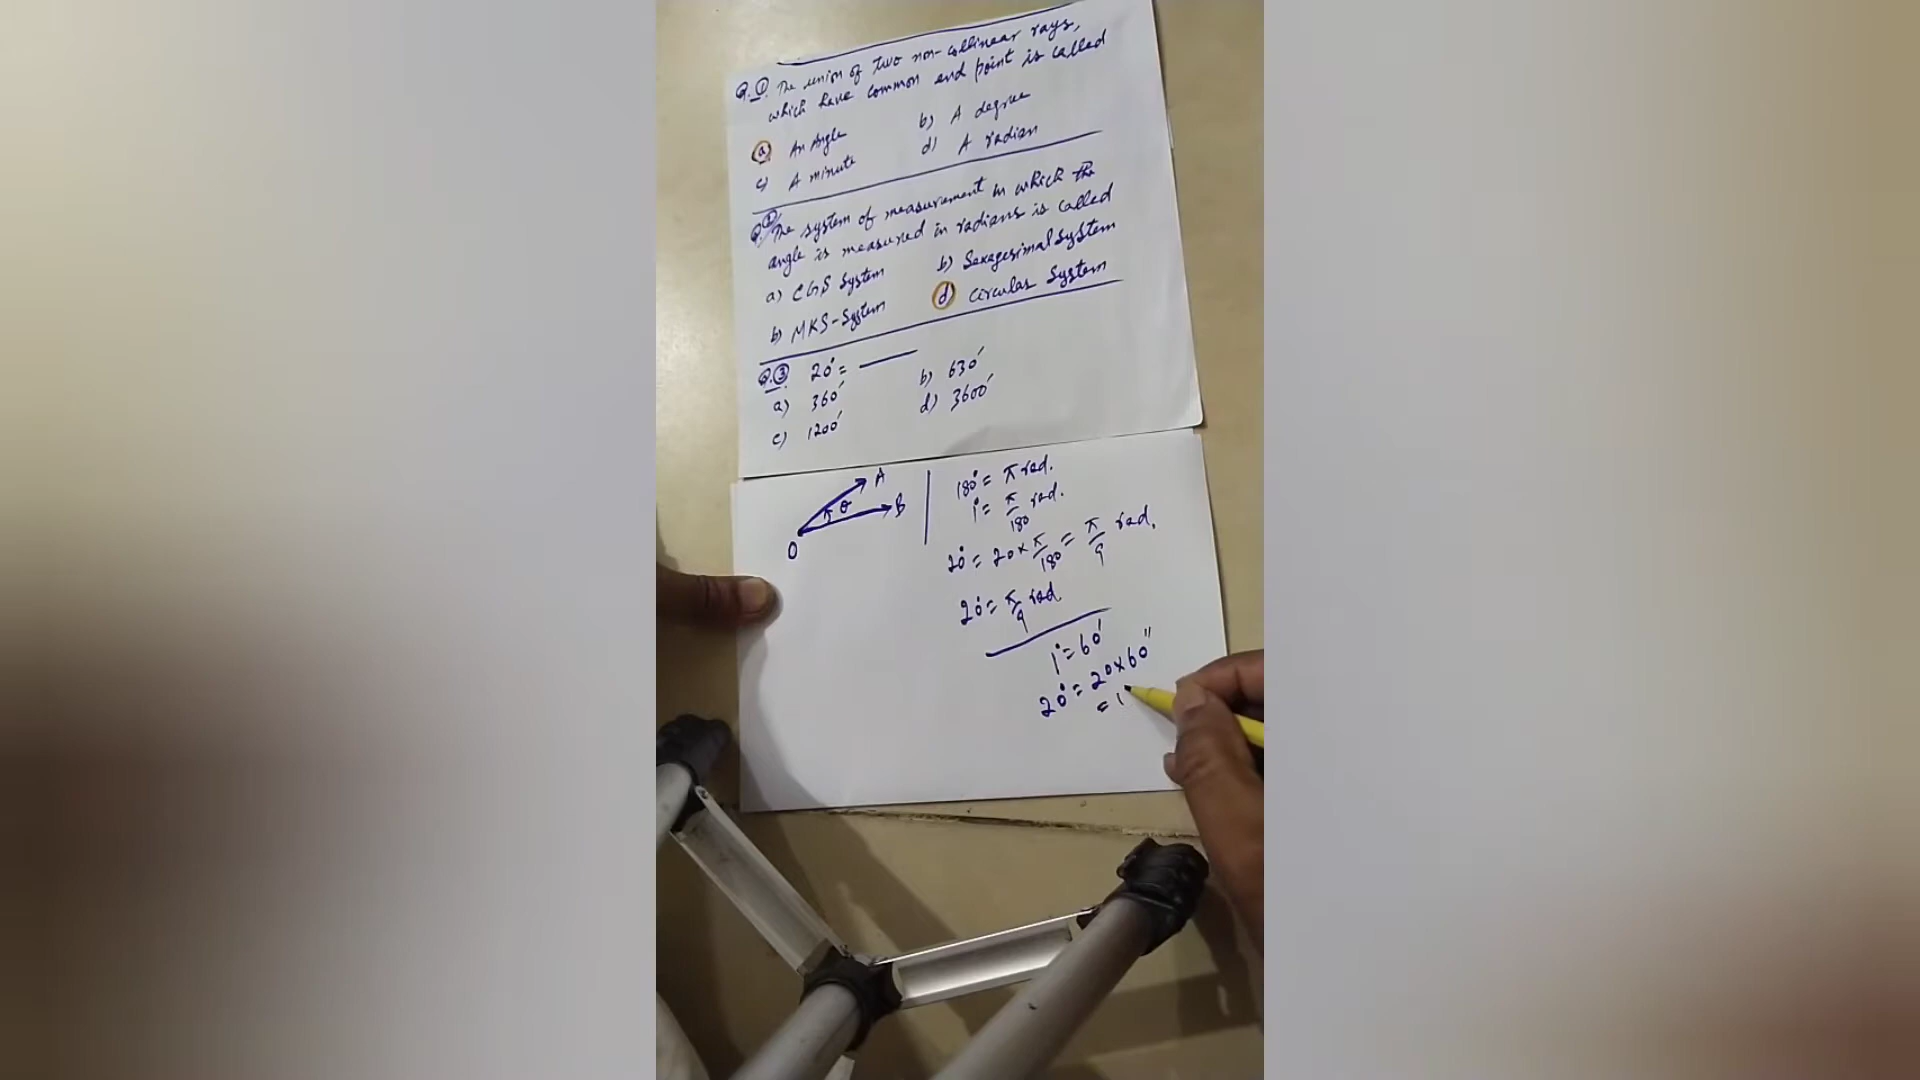 Q.① The union of two non-collinear rays,
which have common end point is called
a) An Angle b) A degree
c) A minute d) A radian
Q.② The system of measurement in which the
angle is measured in radians is called
a) CGS System b) Sexagesimal System
b) MKS-System d) Circular System
Q.③ 20° = ____
a) 360′ b) 630′
c) 1200′ d) 3600′
A
θ
B
O
180° = π rad.
1° = π/180 rad.
20° = 20 × π/180 = π/9 rad.
20° = π/9 rad
1° = 60′
20° = 20×60″
= 1